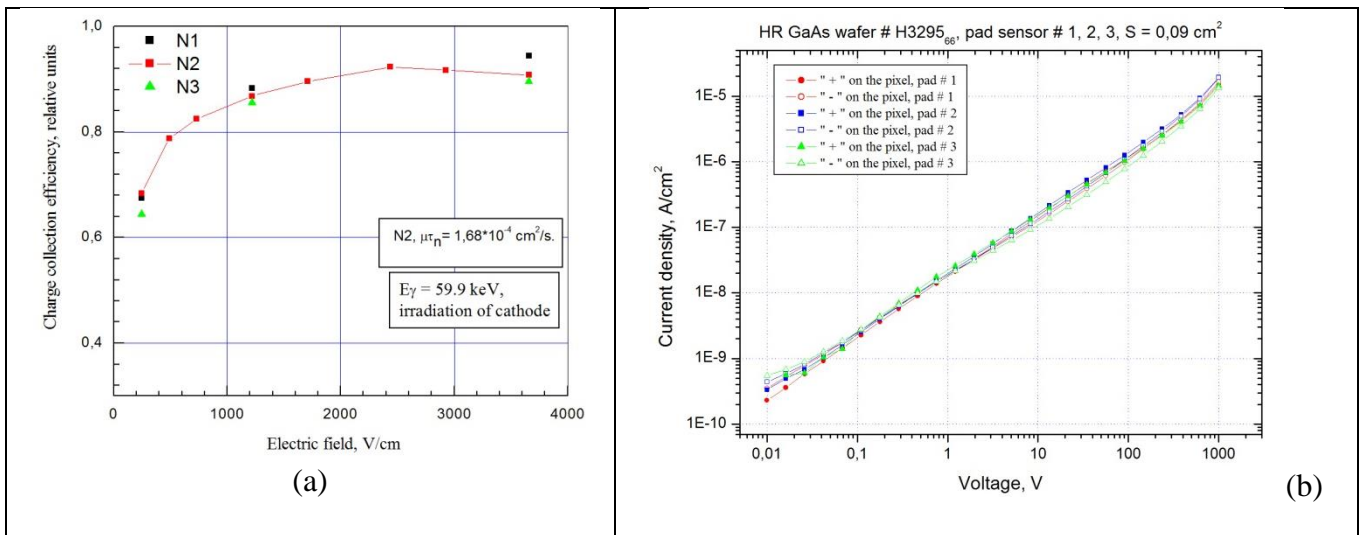 1,0
0,8
0,6
0,4
Charge collection efficiency, relative units
N1
N2
N3
N2, μτn= 1,68*10-4 cm2/s.
Eγ = 59.9 keV,
irradiation of cathode
0 1000 2000 3000 4000
Electric field, V/cm
(a)
HR GaAs wafer # H329566, pad sensor # 1, 2, 3, S = 0,09 cm2
" + " on the pixel, pad # 1
" - " on the pixel, pad # 1
" + " on the pixel, pad # 2
" - " on the pixel, pad # 2
" + " on the pixel, pad # 3
" - " on the pixel, pad # 3
1E-5
1E-6
1E-7
1E-8
1E-9
1E-10
Current density, A/cm2
0,01 0,1 1 10 100 1000
Voltage, V
(b)